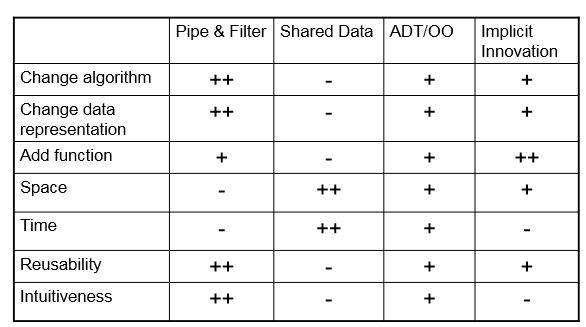 Pipe & Filter Shared Data ADT/OO Implicit
Innovation
Change algorithm ++ - + +
Change data
representation ++ - + +
Add function + - + ++
Space - ++ + +
Time - ++ + -
Reusability ++ - + +
Intuitiveness ++ - + -